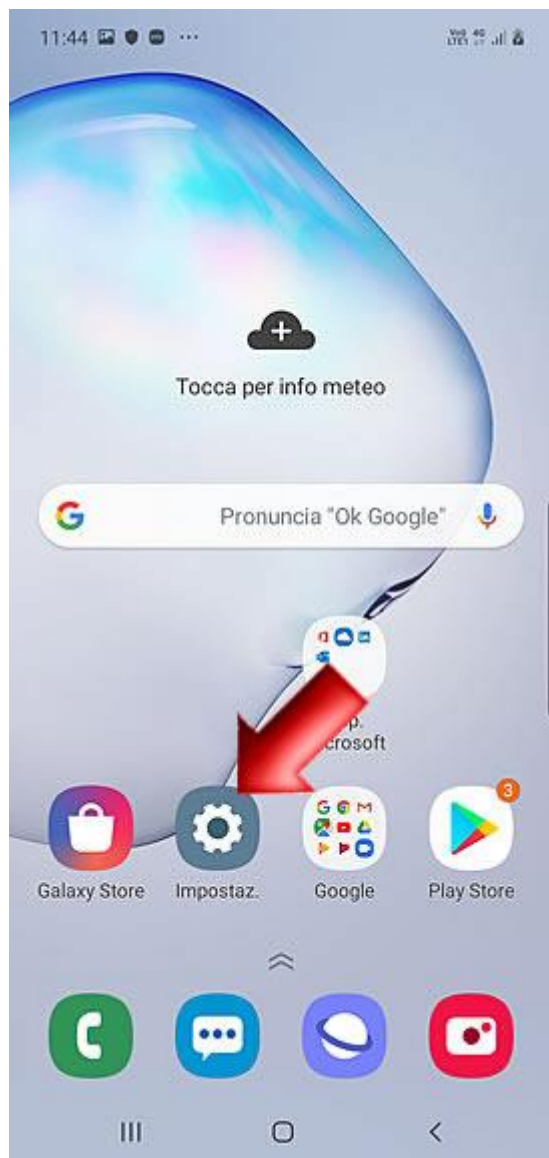 11:44
Tocca per info meteo
Pronuncia "Ok Google"
Galaxy Store
Impostaz.
Google
Play Store
3